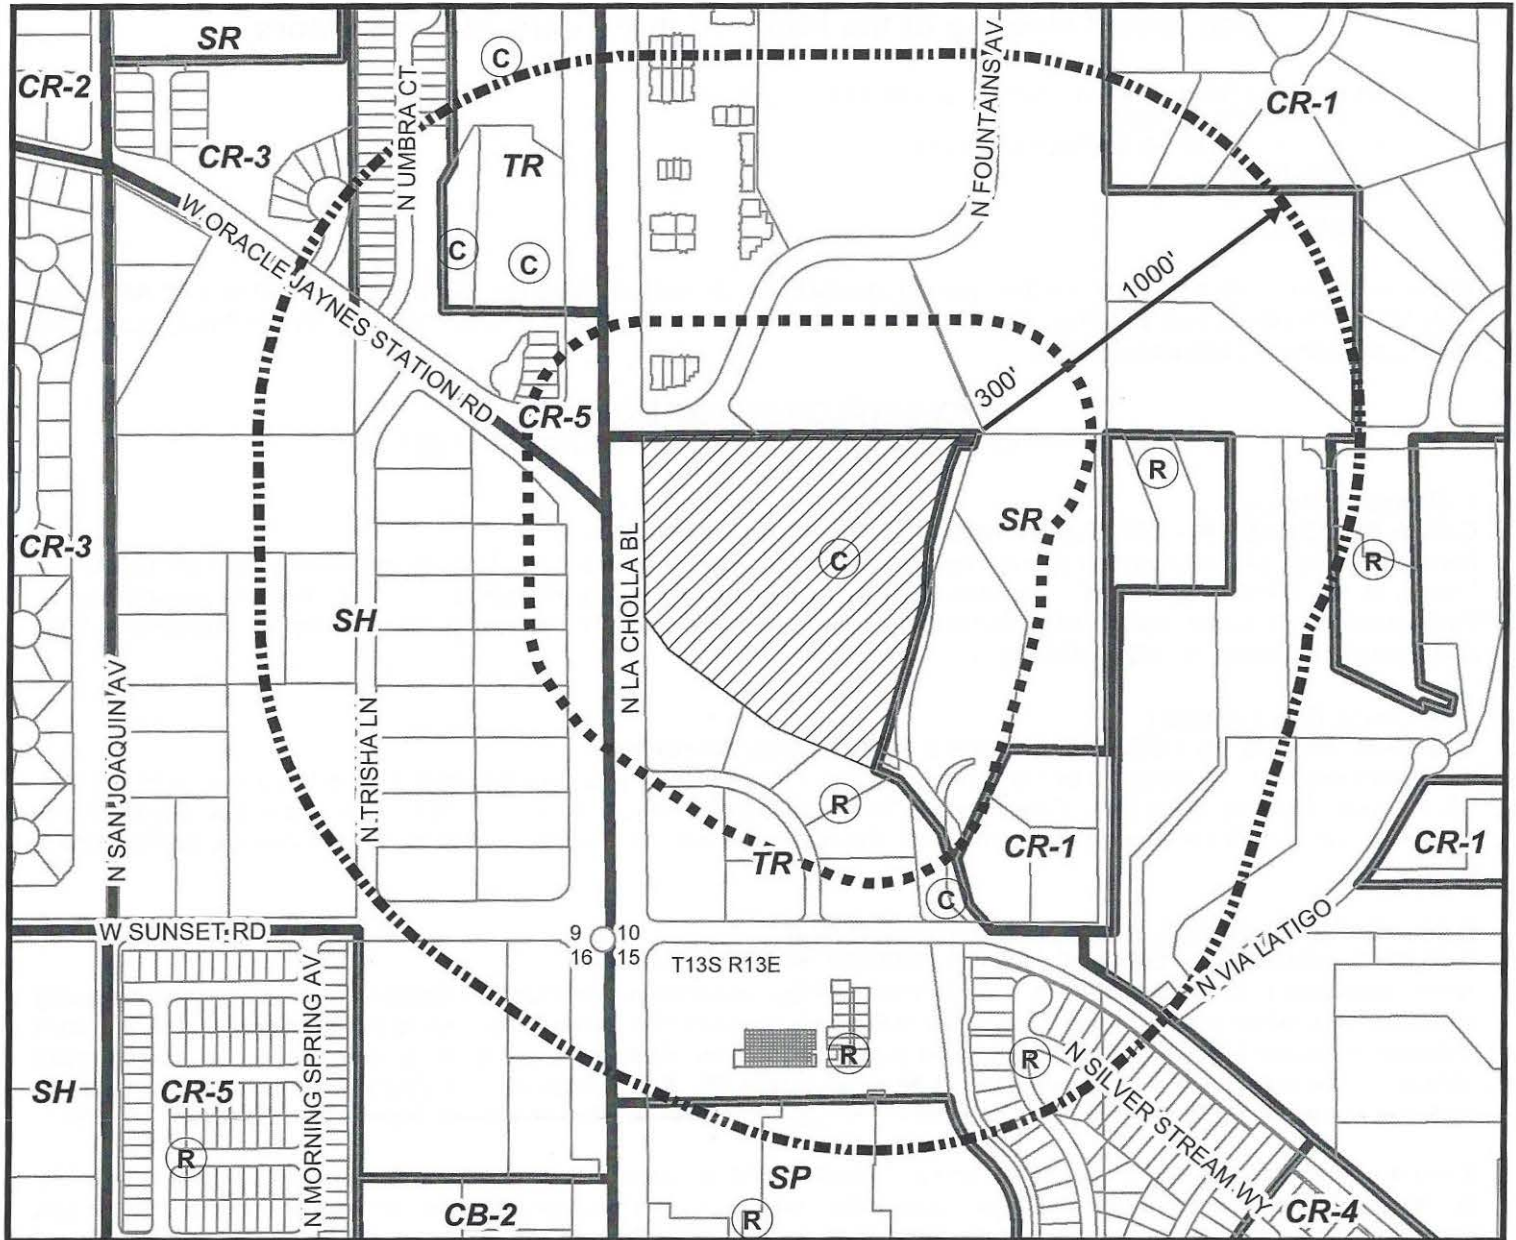 SR
C
CR-2
N UMBRA CT
N FOUNTAINS AV
CR-1
CR-3
TR
W ORACLE JAYNES STATION RD
C
C
1000'
300'
CR-5
R
SR
CR-3
N LA CHOLLA BL
C
R
SH
N SAN JOAQUIN AV
N TRISHA LN
R
TR
CR-1
CR-1
C
W SUNSET RD
9 10
16 15
T13S R13E
N VIA LATIGO
N MORNING SPRING AV
R
R
N SILVER STREAM WY
SH
CR-5
R
SP
CB-2
R
CR-4